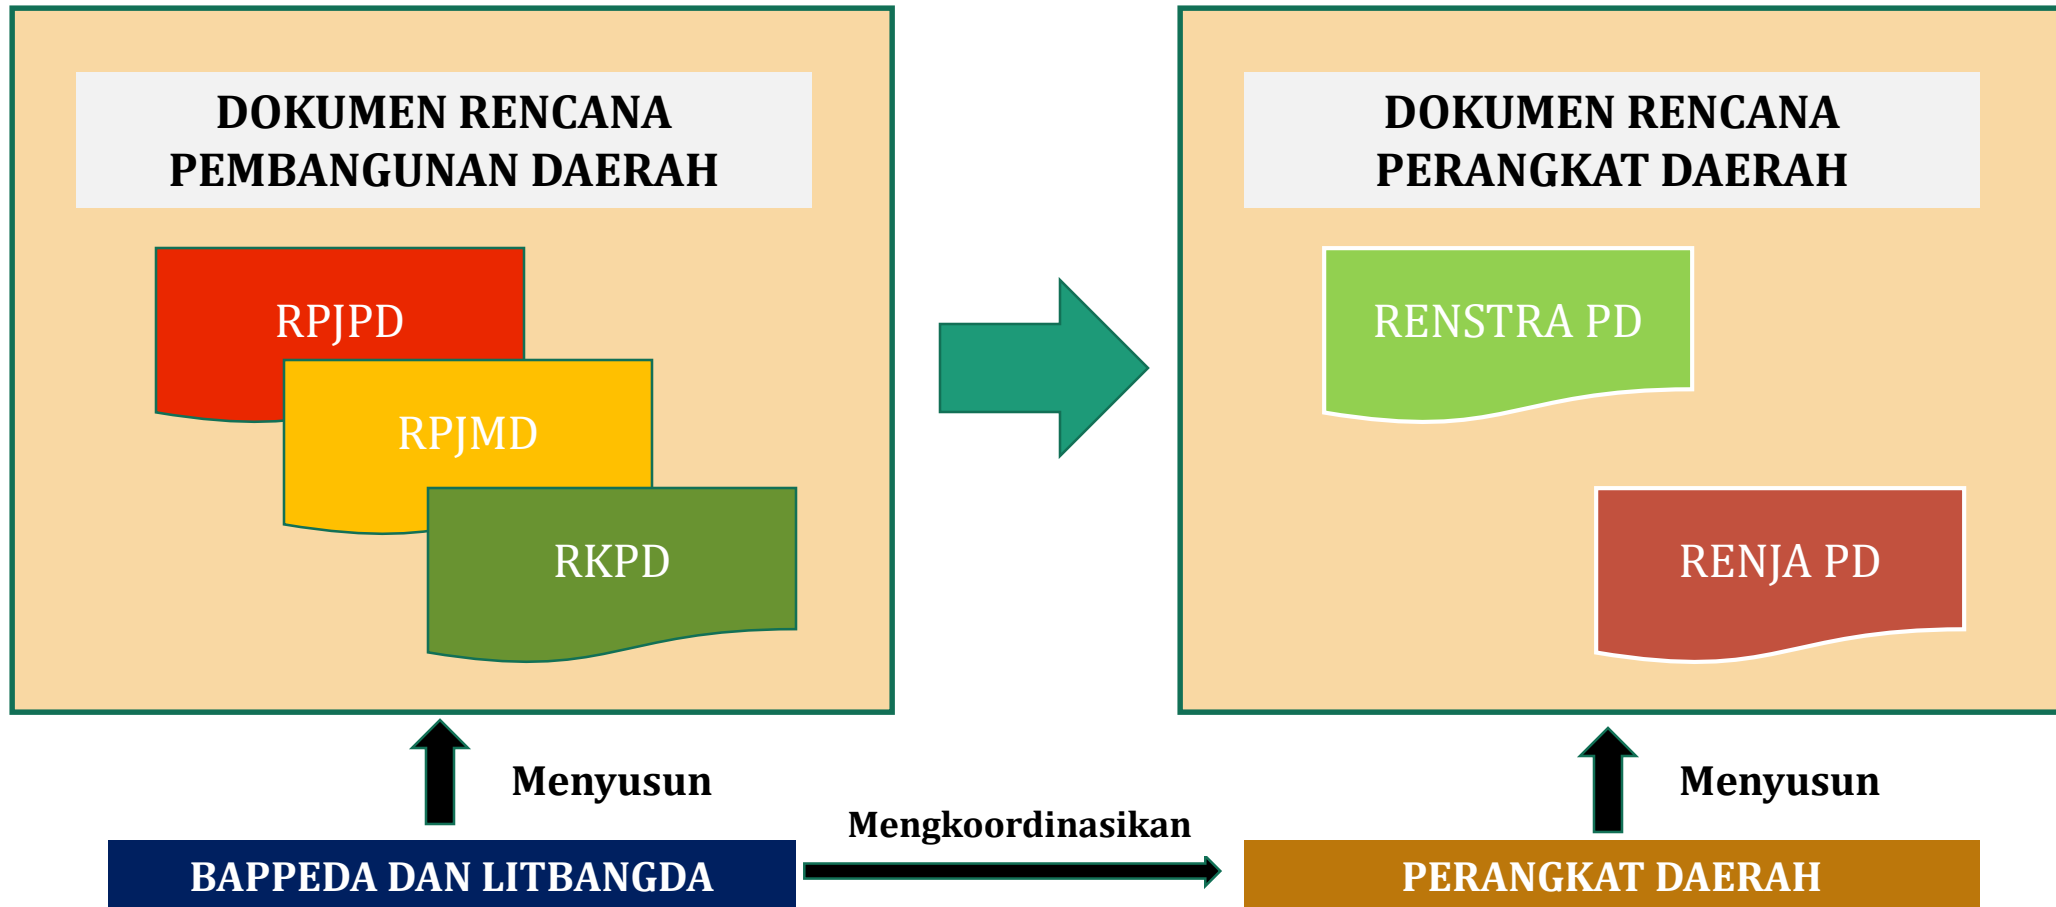 DOKUMEN RENCANA
PEMBANGUNAN DAERAH
RPJPD
RPJMD
RKPD
DOKUMEN RENCANA
PERANGKAT DAERAH
RENSTRA PD
RENJA PD
Menyusun
Mengkoordinasikan
Menyusun
BAPPEDA DAN LITBANGDA
PERANGKAT DAERAH